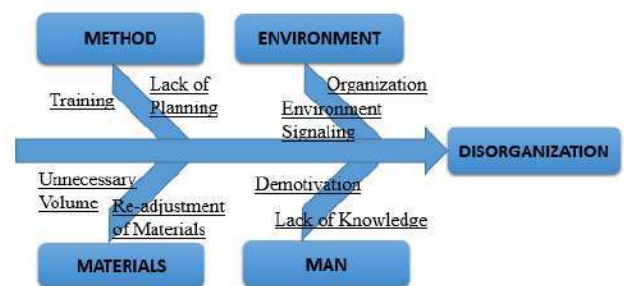 METHOD
ENVIRONMENT
Training
Lack of
Planning
Organization
Environment
Signaling
DISORGANIZATION
Unnecessary
Volume
Re-adjustment
of Materials
Demotivation
Lack of Knowledge
MATERIALS
MAN